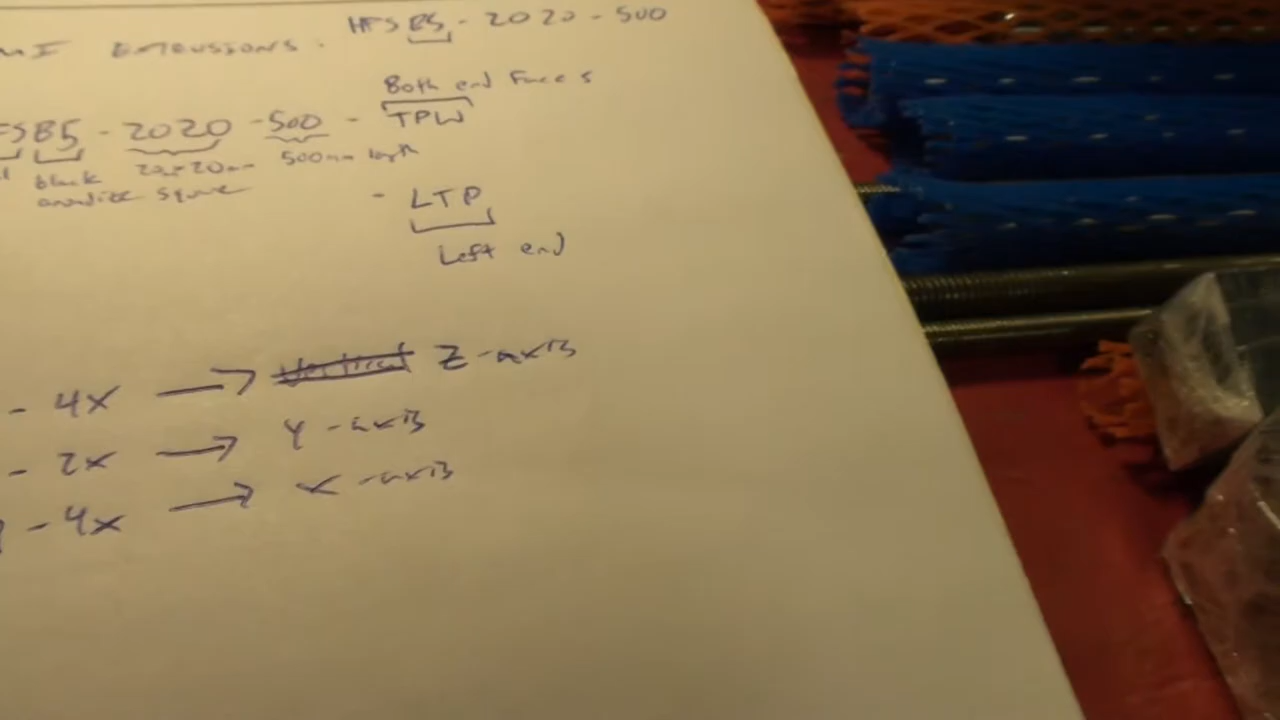 EXTENSIONS. HFSB5 - 2020 - 500
Both end Faces
FSB5 - 2020 - 500 - TPW
black 20x20mm 500mm length
anodize square
- LTP
Left end
- 4x → Z-axis
- 2x → Y-axis
- 4x → X-axis